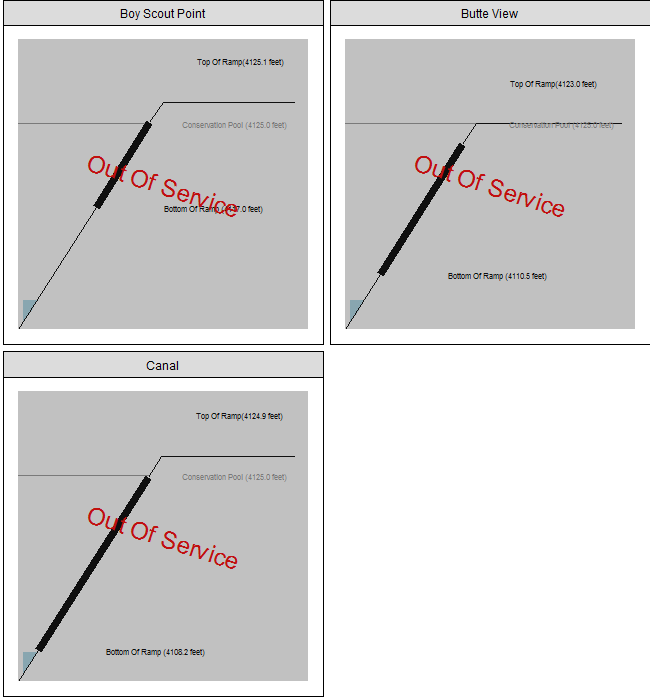 Boy Scout Point
Top Of Ramp(4125.1 feet)
Conservation Pool (4125.0 feet)
Out Of Service
Bottom Of Ramp (4117.0 feet)
Butte View
Top Of Ramp(4123.0 feet)
Conservation Pool (4125.0 feet)
Out Of Service
Bottom Of Ramp (4110.5 feet)
Canal
Top Of Ramp(4124.9 feet)
Conservation Pool (4125.0 feet)
Out Of Service
Bottom Of Ramp (4108.2 feet)